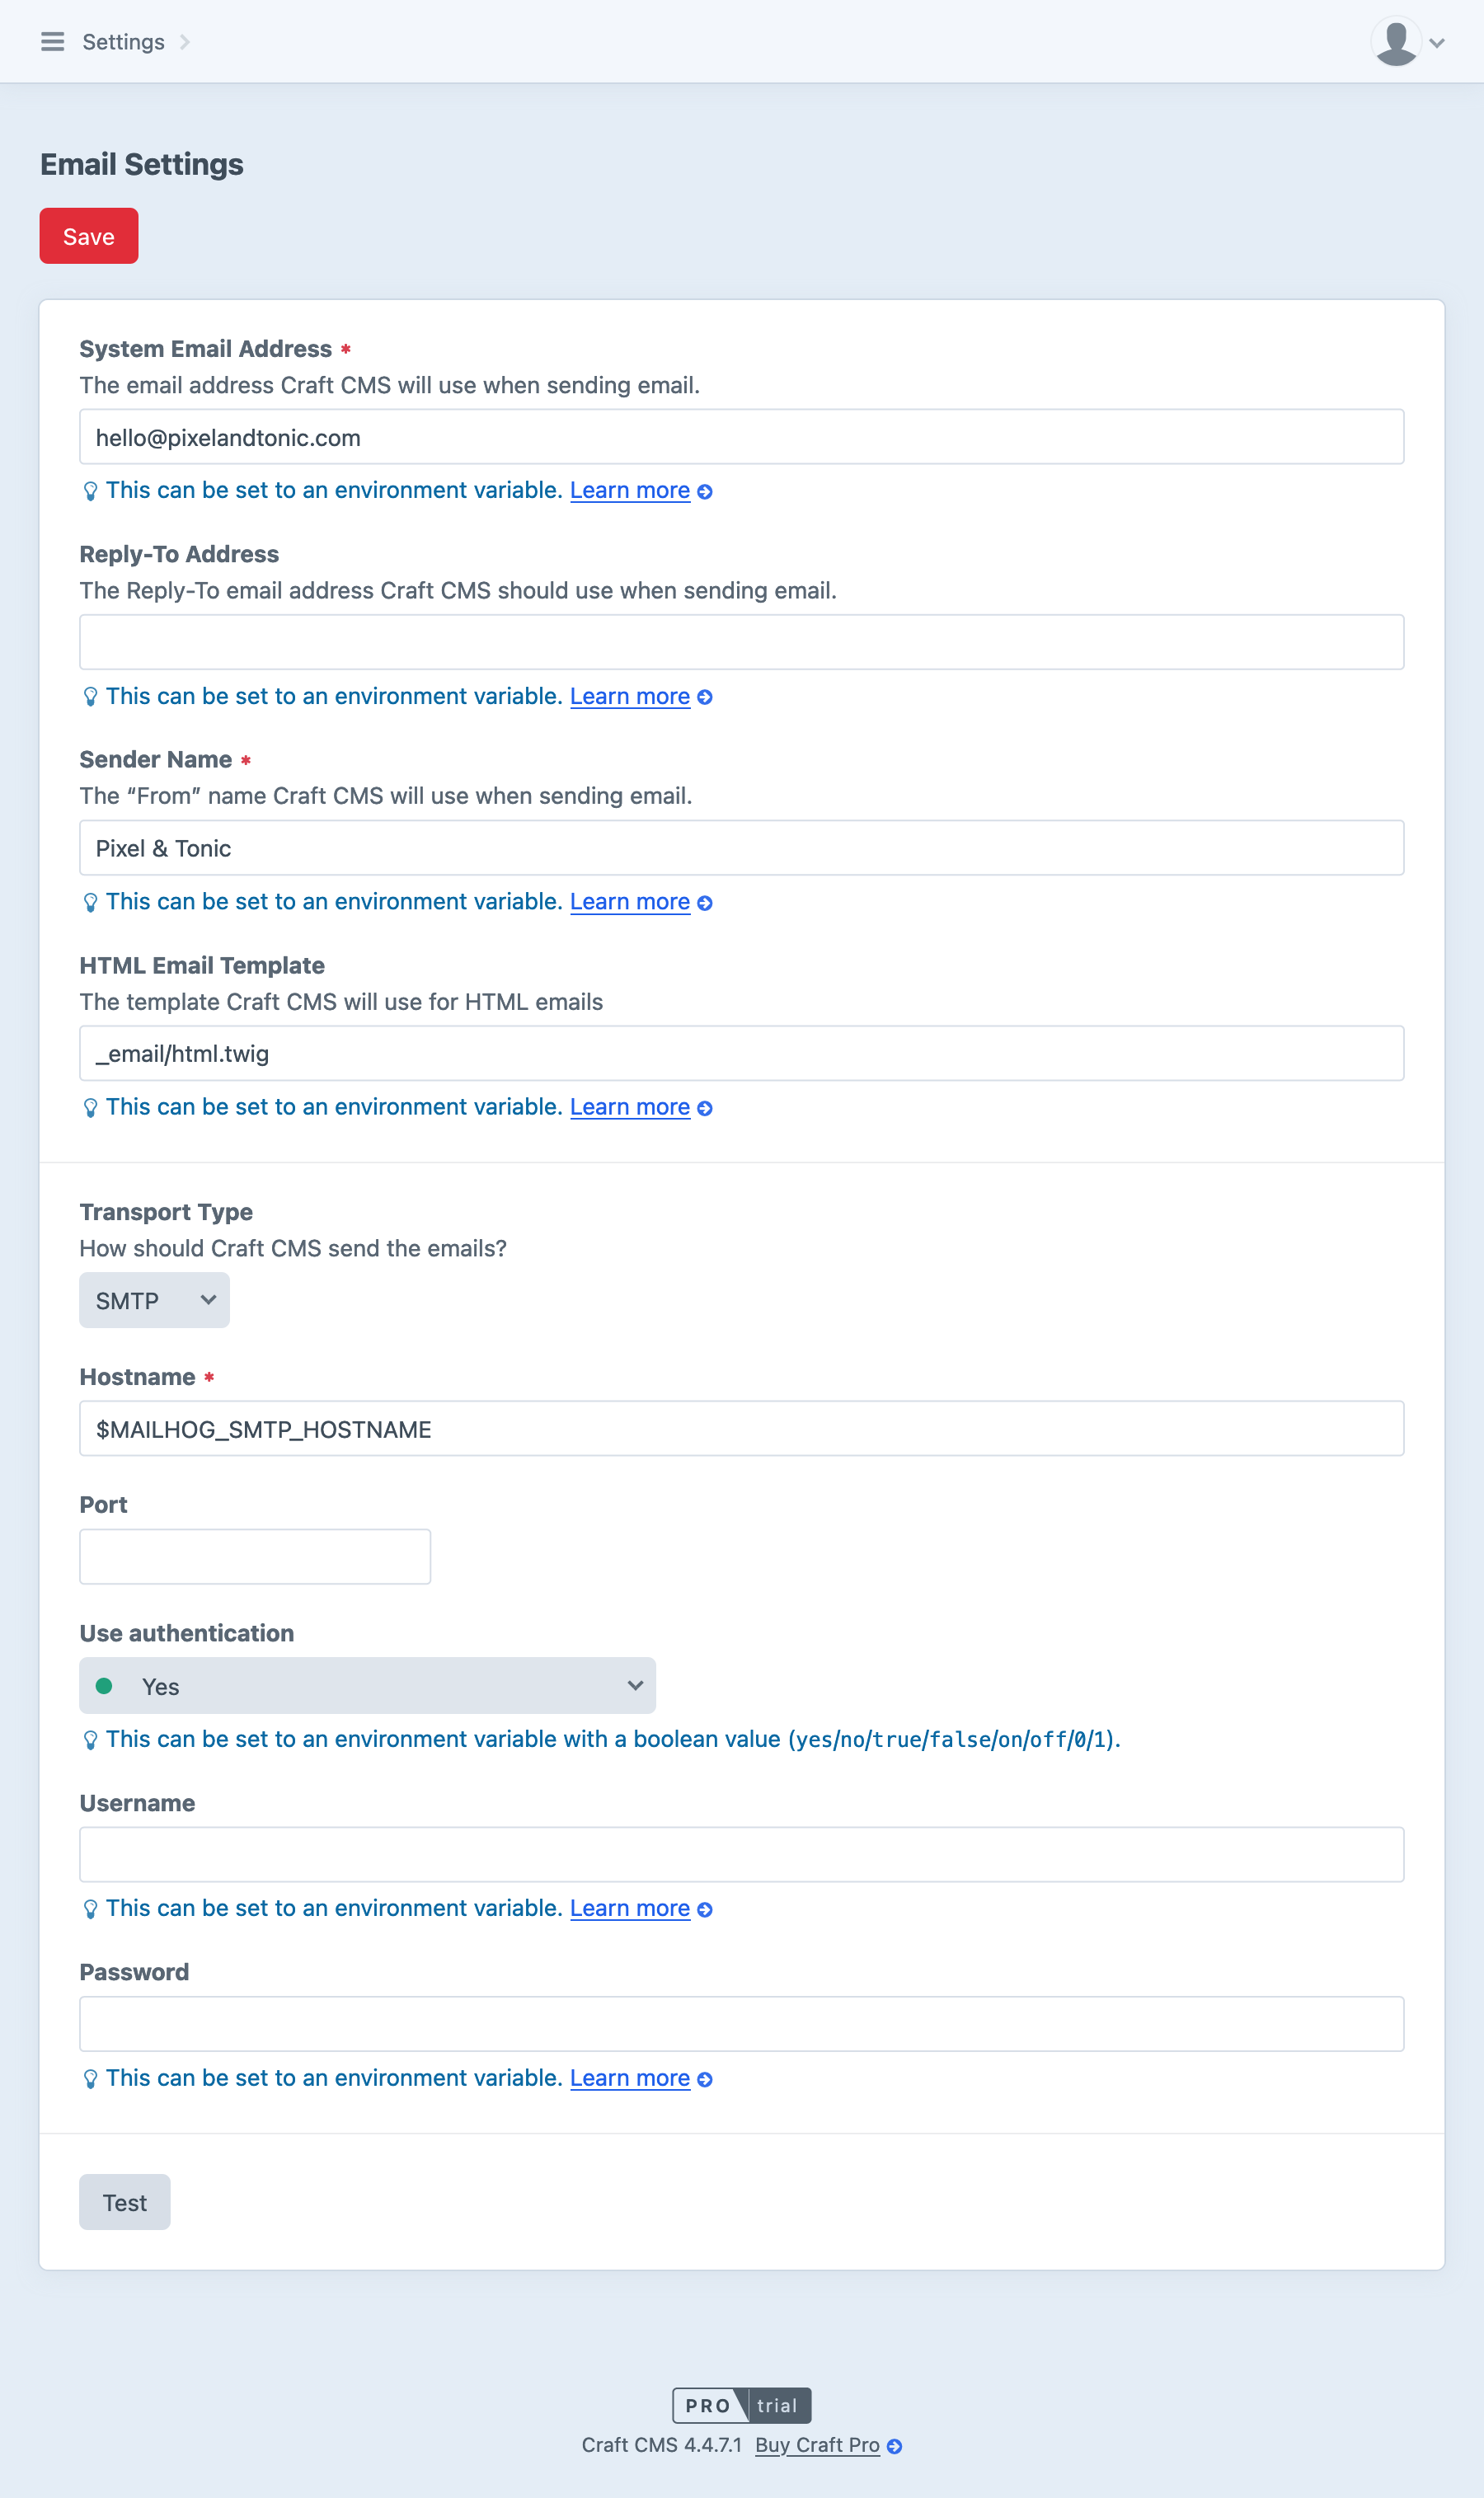 Settings
Email Settings
Save
System Email Address *
The email address Craft CMS will use when sending email.
hello@pixelandtonic.com
This can be set to an environment variable. Learn more
Reply-To Address
The Reply-To email address Craft CMS should use when sending email.
This can be set to an environment variable. Learn more
Sender Name *
The “From” name Craft CMS will use when sending email.
Pixel & Tonic
This can be set to an environment variable. Learn more
HTML Email Template
The template Craft CMS will use for HTML emails
_email/html.twig
This can be set to an environment variable. Learn more
Transport Type
How should Craft CMS send the emails?
SMTP
Hostname *
$MAILHOG_SMTP_HOSTNAME
Port
Use authentication
Yes
This can be set to an environment variable with a boolean value (yes/no/true/false/on/off/0/1).
Username
This can be set to an environment variable. Learn more
Password
This can be set to an environment variable. Learn more
Test
PRO trial
Craft CMS 4.4.7.1 Buy Craft Pro